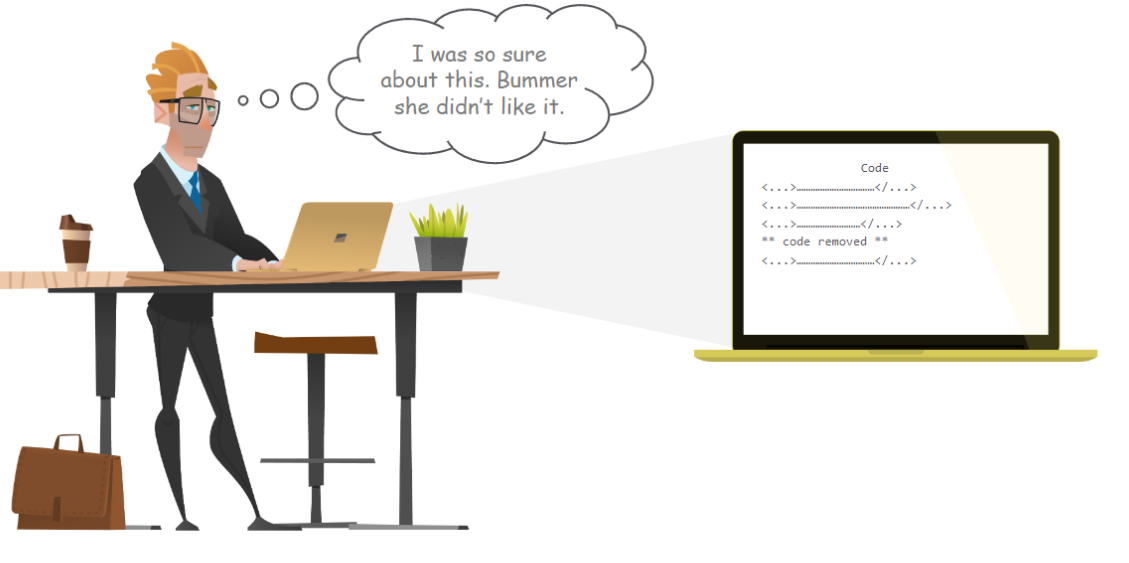 I was so sure
about this. Bummer
she didn't like it.
Code
<...>..............................</...>
<...>............................................</...>
<...>.........................</...>
** code removed **
<...>..............................</...>